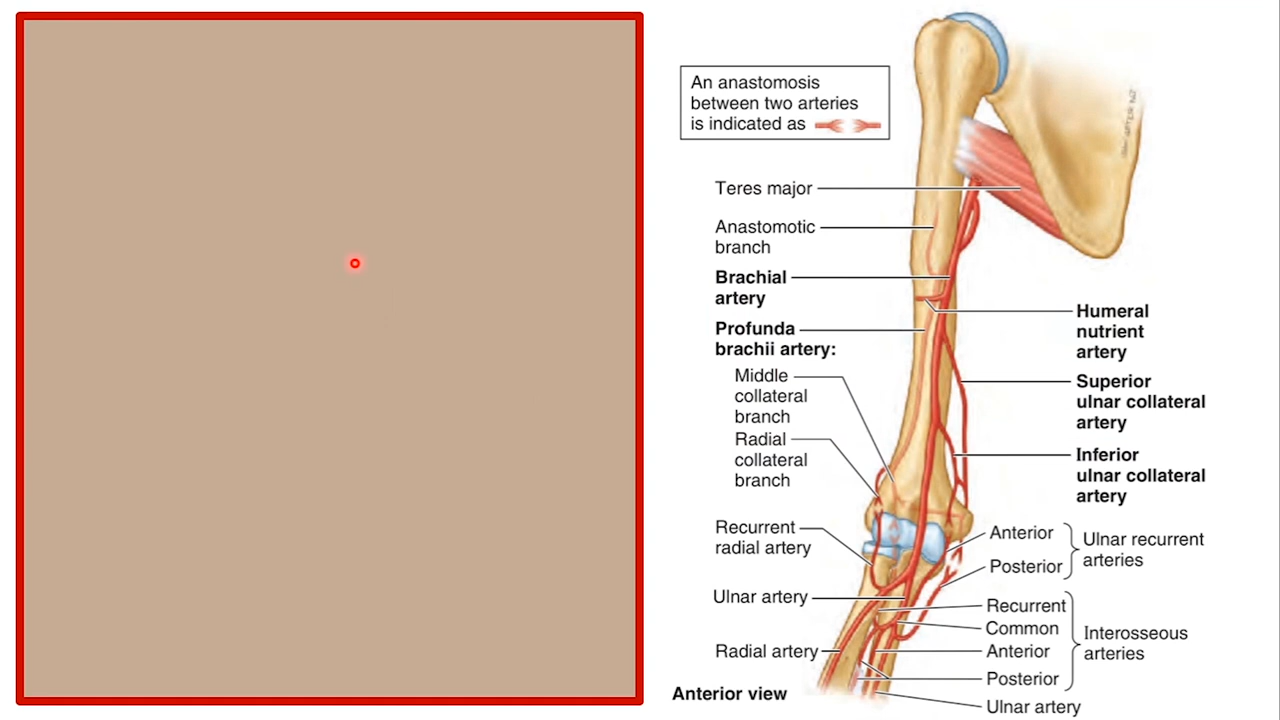 An anastomosis
between two arteries
is indicated as
Teres major
Anastomotic
branch
Brachial
artery
Profunda
brachii artery:
Middle
collateral
branch
Radial
collateral
branch
Recurrent
radial artery
Ulnar artery
Radial artery
Anterior view
Humeral
nutrient
artery
Superior
ulnar collateral
artery
Inferior
ulnar collateral
artery
Anterior
Posterior
Ulnar recurrent
arteries
Recurrent
Common
Anterior
Posterior
Interosseous
arteries
Ulnar artery